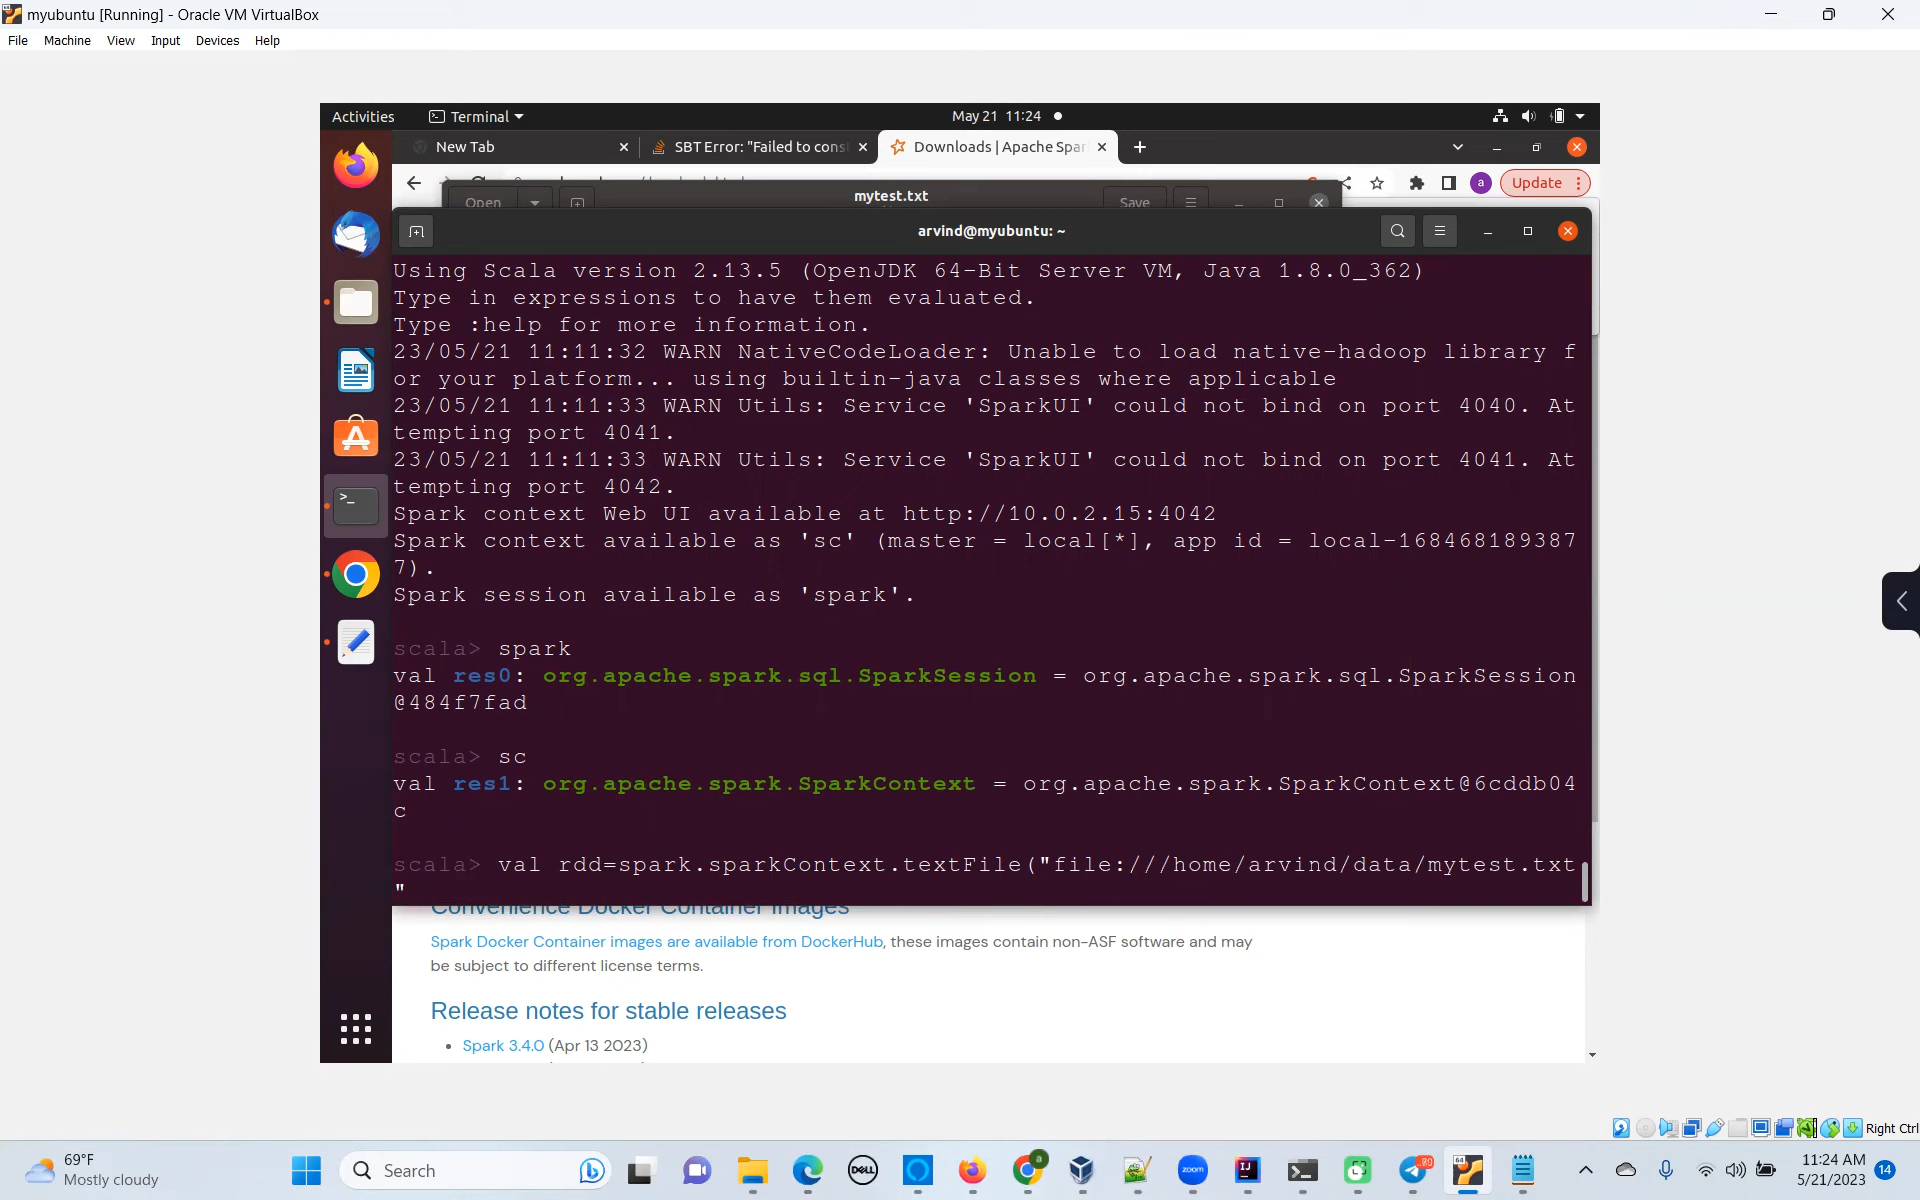 myubuntu [Running] - Oracle VM VirtualBox
File Machine View Input Devices Help
Activities Terminal May 21 11:24
New Tab SBT Error: "Failed to const Downloads | Apache Spar
a Update
Open mytest.txt Save
arvind@myubuntu: ~
Using Scala version 2.13.5 (OpenJDK 64-Bit Server VM, Java 1.8.0_362)
Type in expressions to have them evaluated.
Type :help for more information.
23/05/21 11:11:32 WARN NativeCodeLoader: Unable to load native-hadoop library f
or your platform... using builtin-java classes where applicable
23/05/21 11:11:33 WARN Utils: Service 'SparkUI' could not bind on port 4040. At
tempting port 4041.
23/05/21 11:11:33 WARN Utils: Service 'SparkUI' could not bind on port 4041. At
tempting port 4042.
Spark context Web UI available at http://10.0.2.15:4042
Spark context available as 'sc' (master = local[*], app id = local-168468189387
7).
Spark session available as 'spark'.
scala> spark
val res0: org.apache.spark.sql.SparkSession = org.apache.spark.sql.SparkSession
@484f7fad
scala> sc
val res1: org.apache.spark.SparkContext = org.apache.spark.SparkContext@6cddb04
c
scala> val rdd=spark.sparkContext.textFile("file:///home/arvind/data/mytest.txt
"
Convenience Docker Container Images
Spark Docker Container images are available from DockerHub, these images contain non-ASF software and may
be subject to different license terms.
Release notes for stable releases
• Spark 3.4.0 (Apr 13 2023)
Right Ctrl
69°F
Mostly cloudy
Search
DELL
zoom
11:24 AM
5/21/2023
14